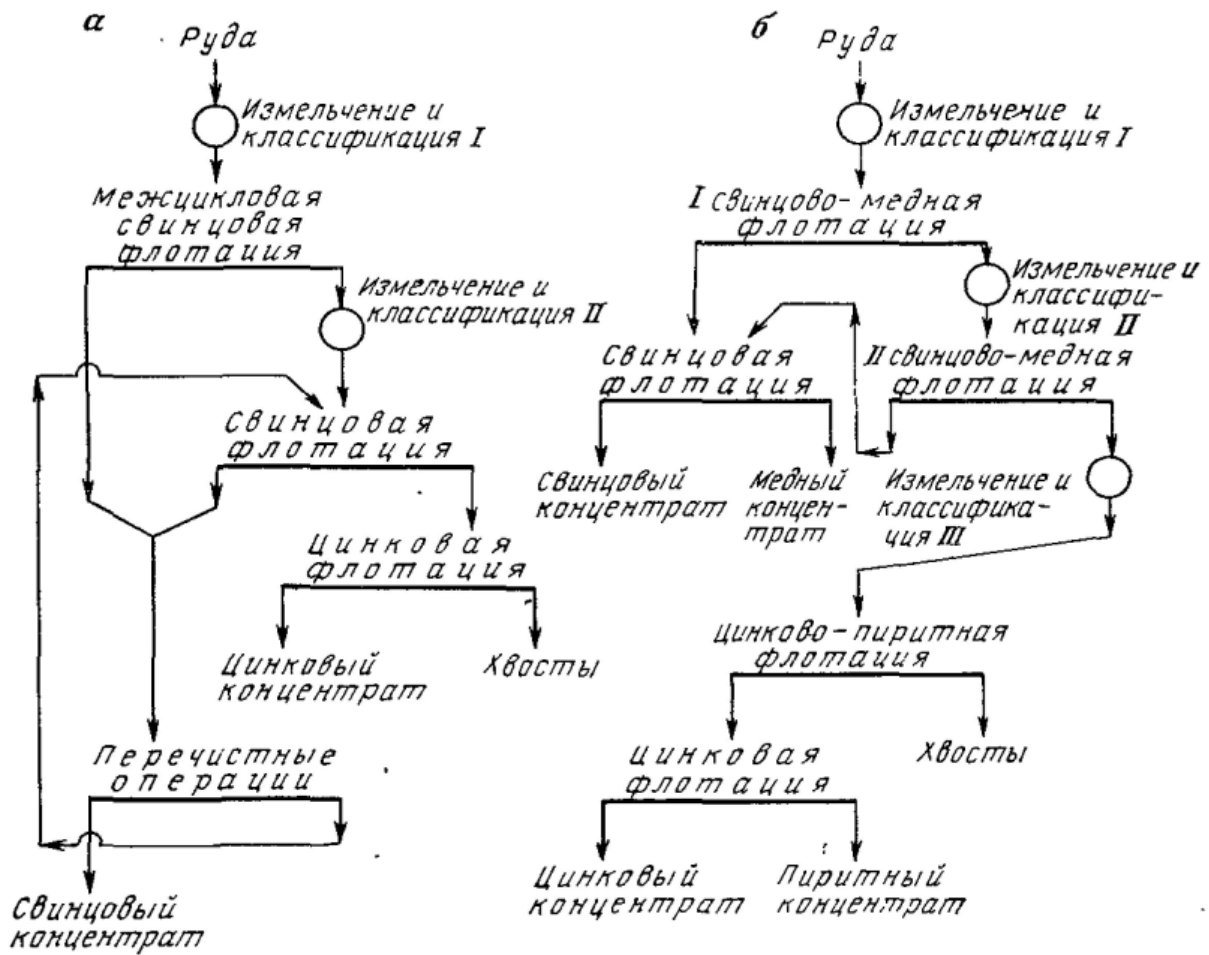 а
Руда
Измельчение и
классификация I
Межцикловая
свинцовая
флотация
Измельчение и
классификация II
Свинцовая
флотация
Цинковая
флотация
Цинковый
концентрат
Хвосты
Перечистные
операции
Свинцовый
концентрат
б
Руда
Измельчение и
классификация I
I свинцово-медная
флотация
Измельчение и
классифи-
кация II
Свинцовая
флотация
II свинцово-медная
флотация
Свинцовый
концентрат
Медный
концен-
трат
Измельчение и
классифика-
ция III
Цинково-пиритная
флотация
Цинковая
флотация
Хвосты
Цинковый
концентрат
Пиритный
концентрат